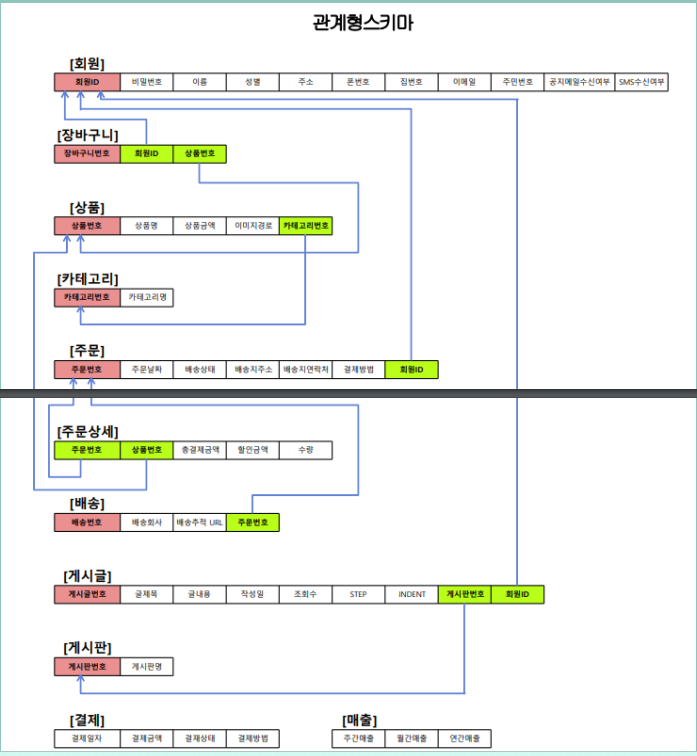 관계형스키마
[회원]
회원ID 비밀번호 이름 성별 주소 폰번호 집번호 이메일 주민번호 공지메일수신여부 SMS수신여부
[장바구니]
장바구니번호 회원ID 상품번호
[상품]
상품번호 상품명 상품금액 이미지경로 카테고리번호
[카테고리]
카테고리번호 카테고리명
[주문]
주문번호 주문날짜 배송상태 배송지주소 배송지연락처 결제방법 회원ID
[주문상세]
주문번호 상품번호 총결제금액 할인금액 수량
[배송]
배송번호 배송회사 배송추적 URL 주문번호
[게시글]
게시글번호 글제목 글내용 작성일 조회수 STEP INDENT 게시판번호 회원ID
[게시판]
게시판번호 게시판명
[결제] [매출]
결제일자 결제금액 결재상태 결제방법 주간매출 월간매출 연간매출